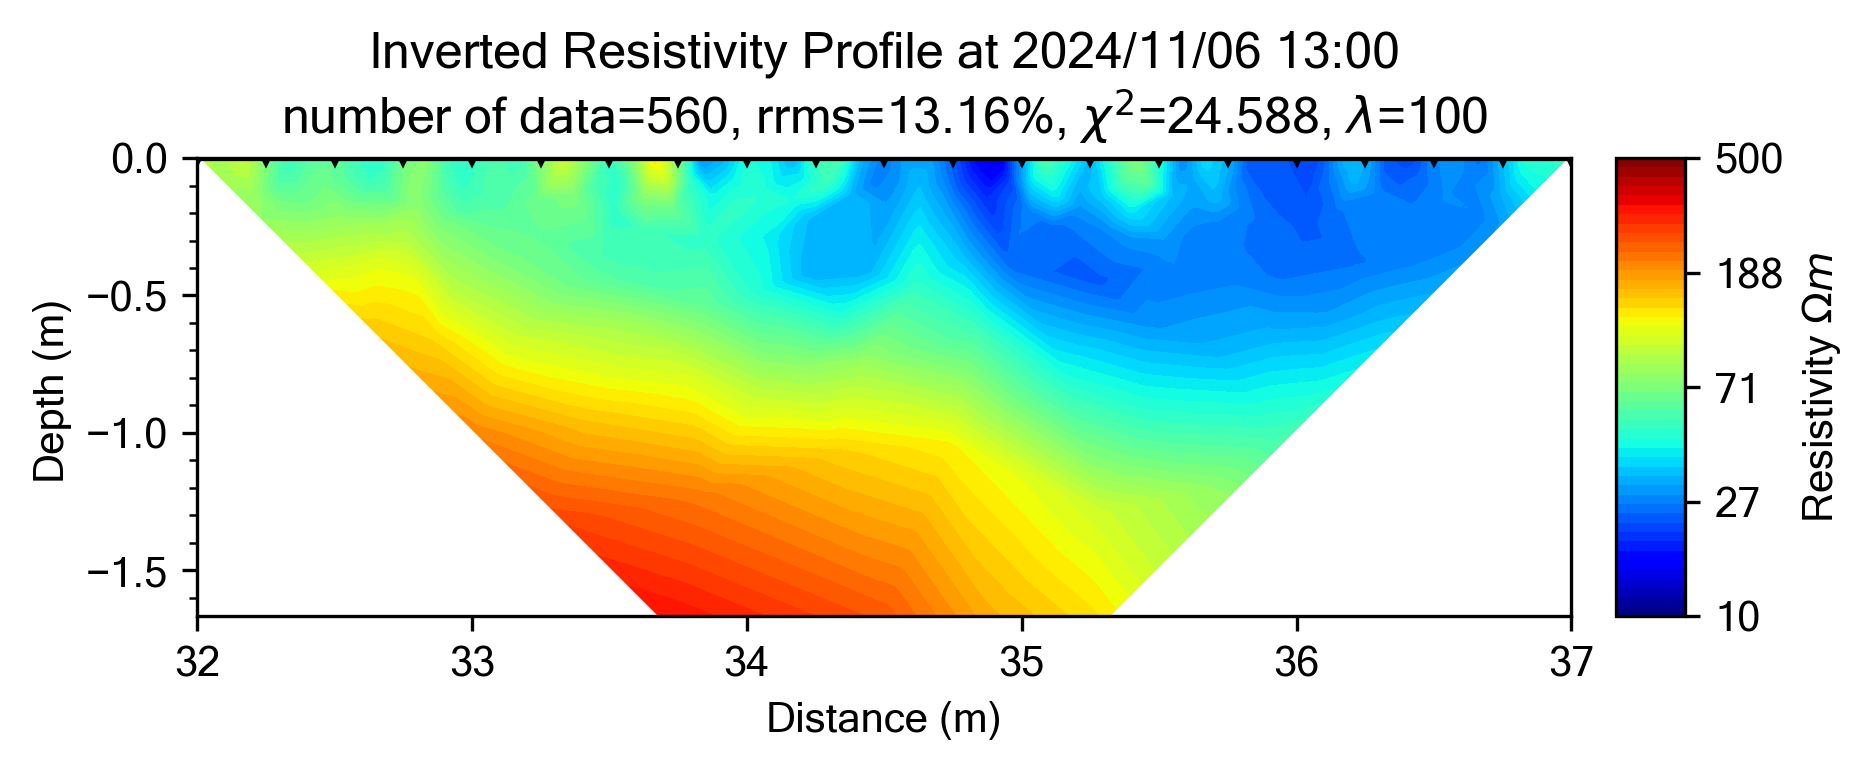 Inverted Resistivity Profile at 2024/11/06 13:00
number of data=560, rrms=13.16%, χ²=24.588, λ=100
0.0
−0.5
−1.0
−1.5
Depth (m)
32 33 34 35 36 37
Distance (m)
500
188
71
27
10
Resistivity Ωm